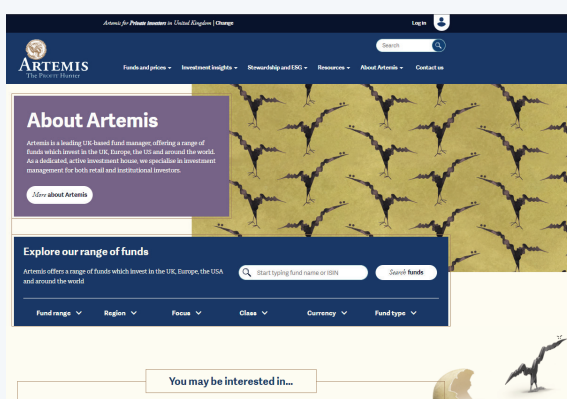 Artemis for Private investors in United Kingdom | Change
Log in
Search
ARTEMIS
The PROFIT Hunter
Funds and prices
Investment insights
Stewardship and ESG
Resources
About Artemis
Contact us
About Artemis
Artemis is a leading UK-based fund manager, offering a range of
funds which invest in the UK, Europe, the US and around the world.
As a dedicated, active investment house, we specialise in investment
management for both retail and institutional investors.
More about Artemis
Explore our range of funds
Artemis offers a range of funds which invest in the UK, Europe, the USA
and around the world
Start typing fund name or ISIN
Search funds
Fund range
Region
Focus
Class
Currency
Fund type
You may be interested in...